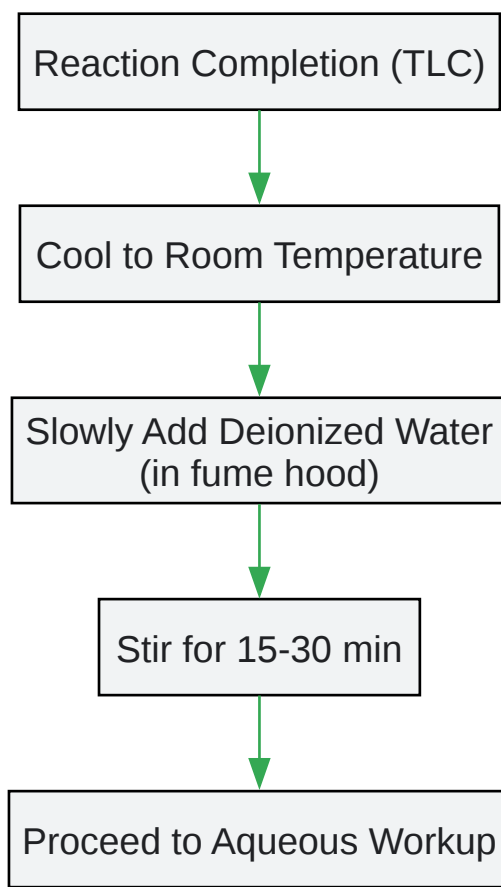 Reaction Completion (TLC)
Cool to Room Temperature
Slowly Add Deionized Water
(in fume hood)
Stir for 15-30 min
Proceed to Aqueous Workup